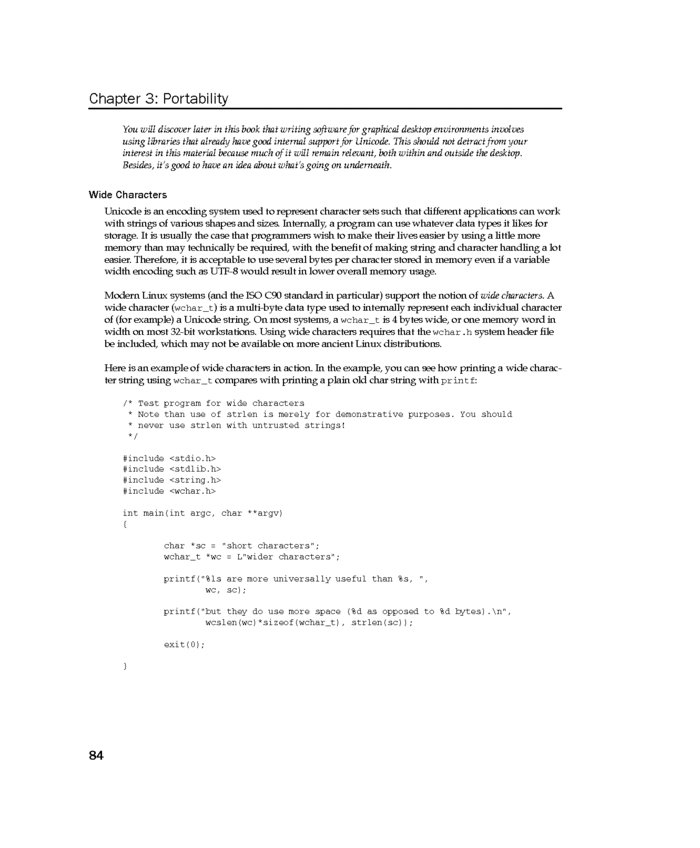 Chapter 3: Portability
You will discover later in this book that writing software for graphical desktop environments involves
using libraries that already have good internal support for Unicode. This should not detract from your
interest in this material because much of it will remain relevant, both within and outside the desktop.
Besides, it's good to have an idea about what's going on underneath.
Wide Characters
Unicode is an encoding system used to represent character sets such that different applications can work
with strings of various shapes and sizes. Internally, a program can use whatever data types it likes for
storage. It is usually the case that programmers wish to make their lives easier by using a little more
memory than may technically be required, with the benefit of making string and character handling a lot
easier. Therefore, it is acceptable to use several bytes per character stored in memory even if a variable
width encoding such as UTF-8 would result in lower overall memory usage.
Modern Linux systems (and the ISO C90 standard in particular) support the notion of wide characters. A
wide character (wchar_t) is a multi-byte data type used to internally represent each individual character
of (for example) a Unicode string. On most systems, a wchar_t is 4 bytes wide, or one memory word in
width on most 32-bit workstations. Using wide characters requires that the wchar.h system header file
be included, which may not be available on more ancient Linux distributions.
Here is an example of wide characters in action. In the example, you can see how printing a wide charac-
ter string using wchar_t compares with printing a plain old char string with printf:
/* Test program for wide characters
* Note than use of strlen is merely for demonstrative purposes. You should
* never use strlen with untrusted strings!
*/
#include <stdio.h>
#include <stdlib.h>
#include <string.h>
#include <wchar.h>
int main(int argc, char **argv)
{
char *sc = "short characters";
wchar_t *wc = L"wider characters";
printf("%ls are more universally useful than %s, ",
wc, sc);
printf("but they do use more space (%d as opposed to %d bytes).\n",
wcslen(wc)*sizeof(wchar_t), strlen(sc));
exit(0);
}
84